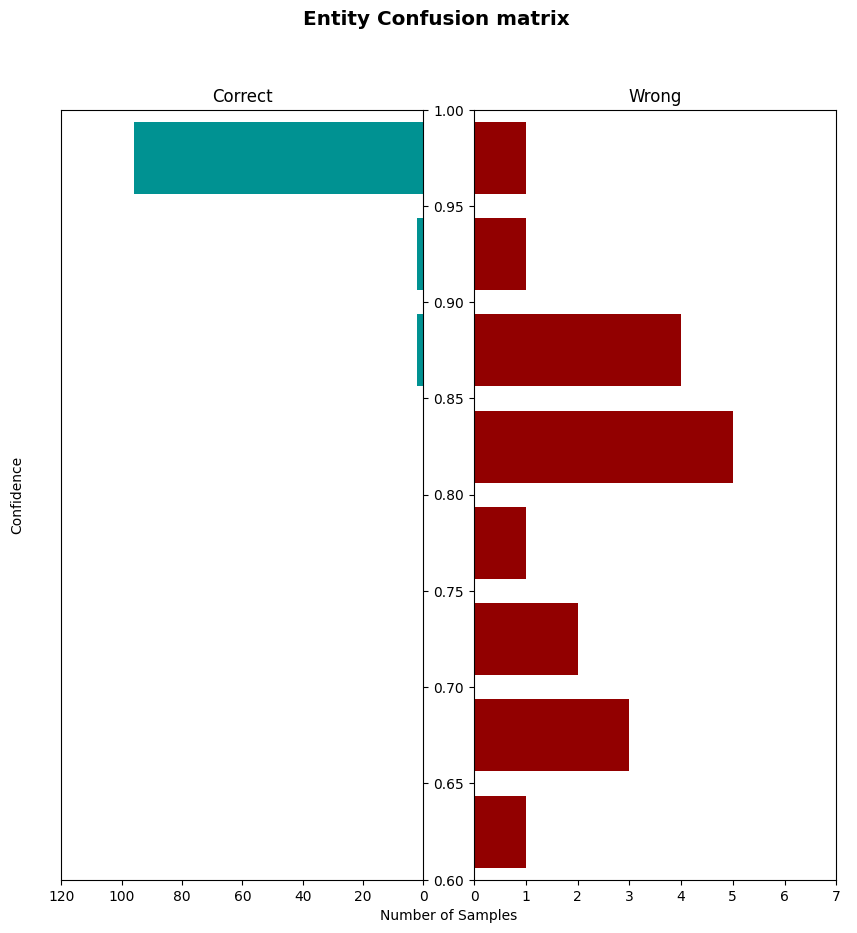 Entity Confusion matrix
Correct
Wrong
1.00
0.95
0.90
0.85
0.80
0.75
0.70
0.65
0.60
Confidence
120 100 80 60 40 20 0
0 1 2 3 4 5 6 7
Number of Samples